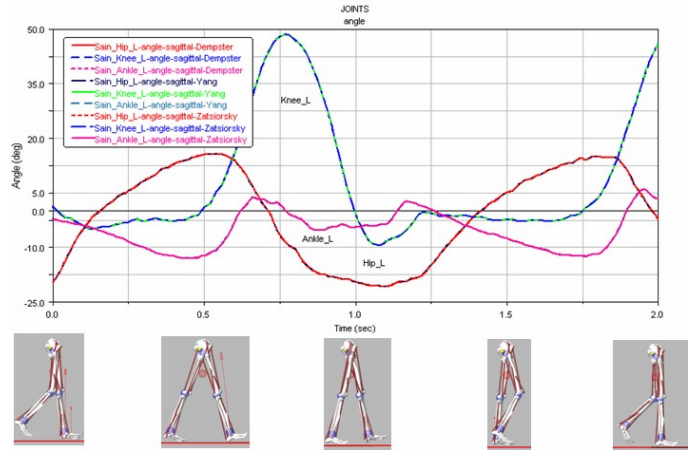 JOINTS
angle
50.0
Sain_Hip_L-angle-sagittal-Dempster
Sain_Knee_L-angle-sagittal-Dempster
Sain_Ankle_L-angle-sagittal-Dempster
Sain_Hip_L-angle-sagittal-Yang
Sain_Knee_L-angle-sagittal-Yang
Sain_Ankle_L-angle-sagittal-Yang
Sain_Hip_L-angle-sagittal-Zatsiorsky
Sain_Knee_L-angle-sagittal-Zatsiorsky
Sain_Ankle_L-angle-sagittal-Zatsiorsky
35.0
Knee_L
20.0
Angle (deg)
5.0
0.0
Ankle_L
-10.0
Hip_L
-25.0
0.0 0.5 1.0 1.5 2.0
Time (sec)